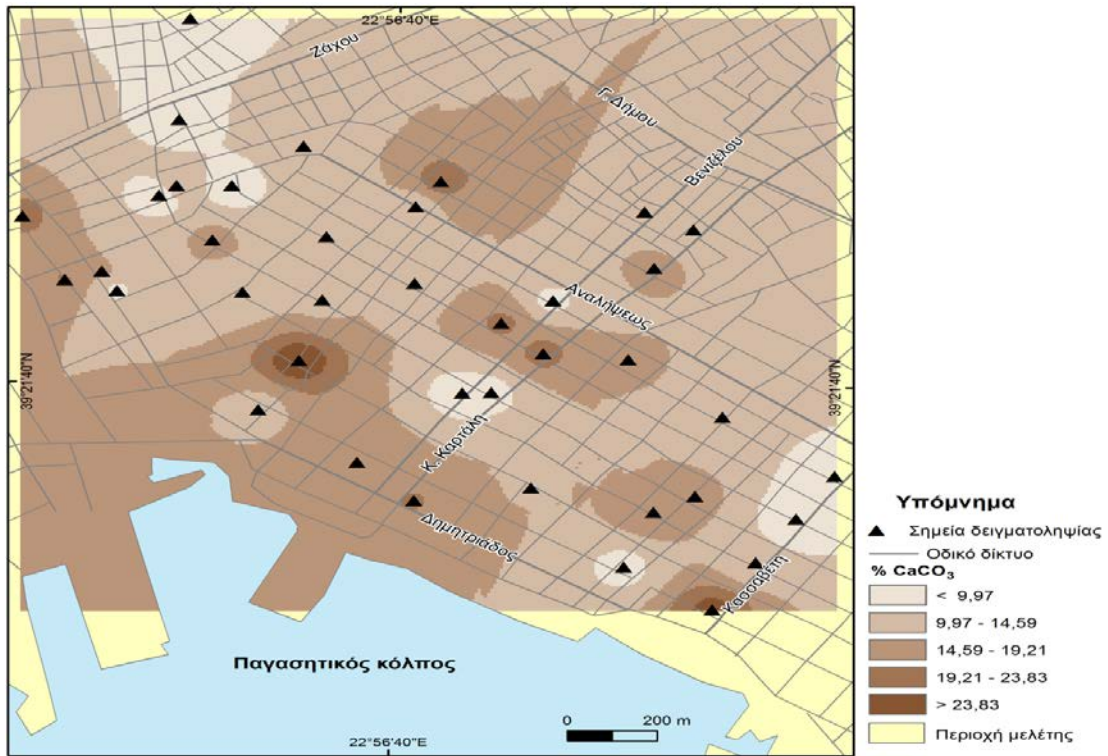 22°56'40"E
Ζάχου
Γ. Δήμου
Βενιζέλου
Αναλήψεως
39°21'40"N
39°21'40"N
Κ. Καρτάλη
Δημητριάδος
Κασσαβέτη
Παγασητικός κόλπος
0 200 m
22°56'40"E
Υπόμνημα
Σημεία δειγματοληψίας
Οδικό δίκτυο
% CaCO₃
< 9,97
9,97 - 14,59
14,59 - 19,21
19,21 - 23,83
> 23,83
Περιοχή μελέτης